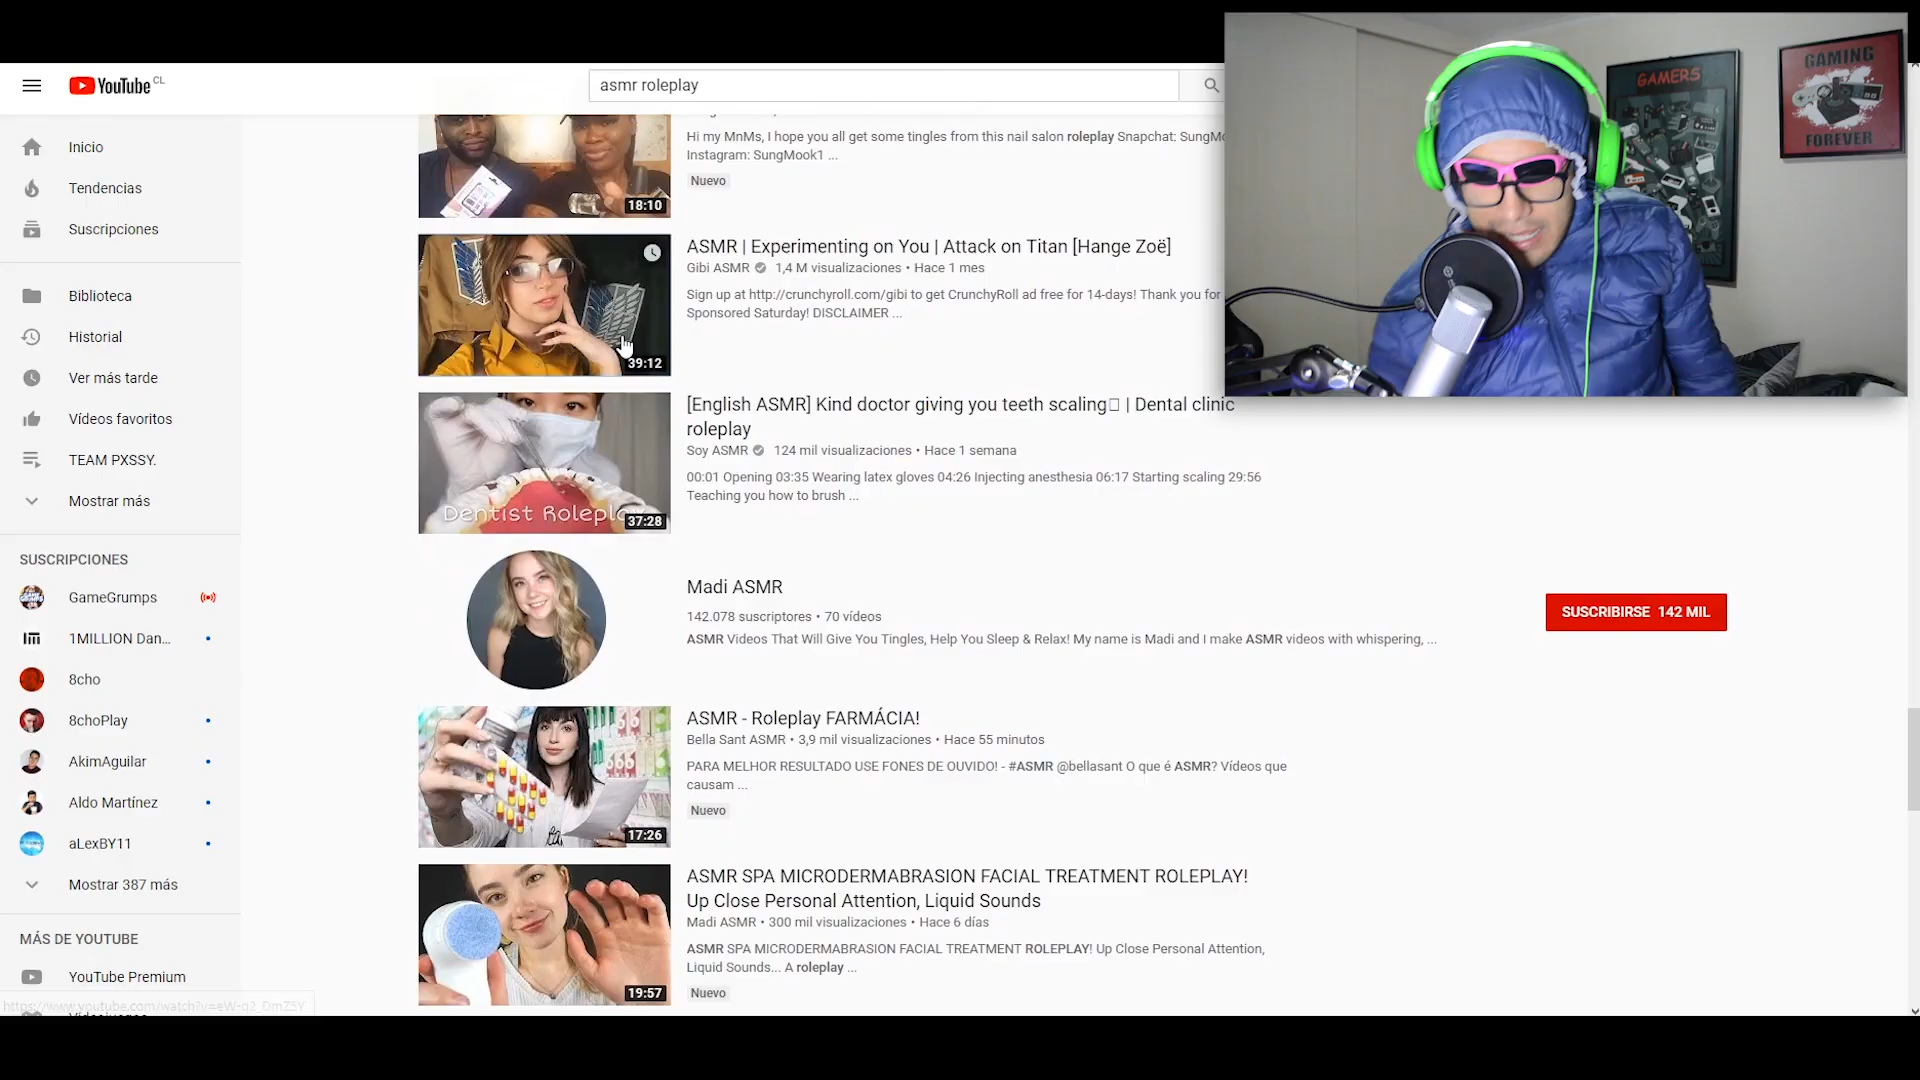 YouTube CL
asmr roleplay
Inicio
Tendencias
Suscripciones
Biblioteca
Historial
Ver más tarde
Vídeos favoritos
TEAM PXSSY.
Mostrar más
SUSCRIPCIONES
GameGrumps
1MILLION Dan...
8cho
8choPlay
AkimAguilar
Aldo Martínez
aLexBY11
Mostrar 387 más
MÁS DE YOUTUBE
YouTube Premium
Hi my MnMs, I hope you all get some tingles from this nail salon roleplay Snapchat:
Instagram: SungMook1 ...
Nuevo
18:10
ASMR | Experimenting on You | Attack on Titan [Hange Zoë]
Gibi ASMR 1,4 M visualizaciones • Hace 1 mes
Sign up at http://crunchyroll.com/gibi to get CrunchyRoll ad free for 14-days! Thank you for
Sponsored Saturday! DISCLAIMER ...
39:12
[English ASMR] Kind doctor giving you teeth scaling | Dental clinic
roleplay
Soy ASMR 124 mil visualizaciones • Hace 1 semana
00:01 Opening 03:35 Wearing latex gloves 04:26 Injecting anesthesia 06:17 Starting scaling 29:56
Teaching you how to brush ...
Dentist
37:28
Madi ASMR
142.078 suscriptores • 70 vídeos
ASMR Videos That Will Give You Tingles, Help You Sleep & Relax! My name is Madi and I make ASMR videos with whispering, ...
SUSCRIBIRSE 142 MIL
ASMR - Roleplay FARMÁCIA!
Bella Sant ASMR • 3,9 mil visualizaciones • Hace 55 minutos
PARA MELHOR RESULTADO USE FONES DE OUVIDO! - #ASMR @bellasant O que é ASMR? Vídeos que
causam ...
Nuevo
17:26
ASMR SPA MICRODERMABRASION FACIAL TREATMENT ROLEPLAY!
Up Close Personal Attention, Liquid Sounds
Madi ASMR • 300 mil visualizaciones • Hace 6 días
ASMR SPA MICRODERMABRASION FACIAL TREATMENT ROLEPLAY! Up Close Personal Attention,
Liquid Sounds... A roleplay ...
Nuevo
19:57
GAMERS
GAMING
FOREVER